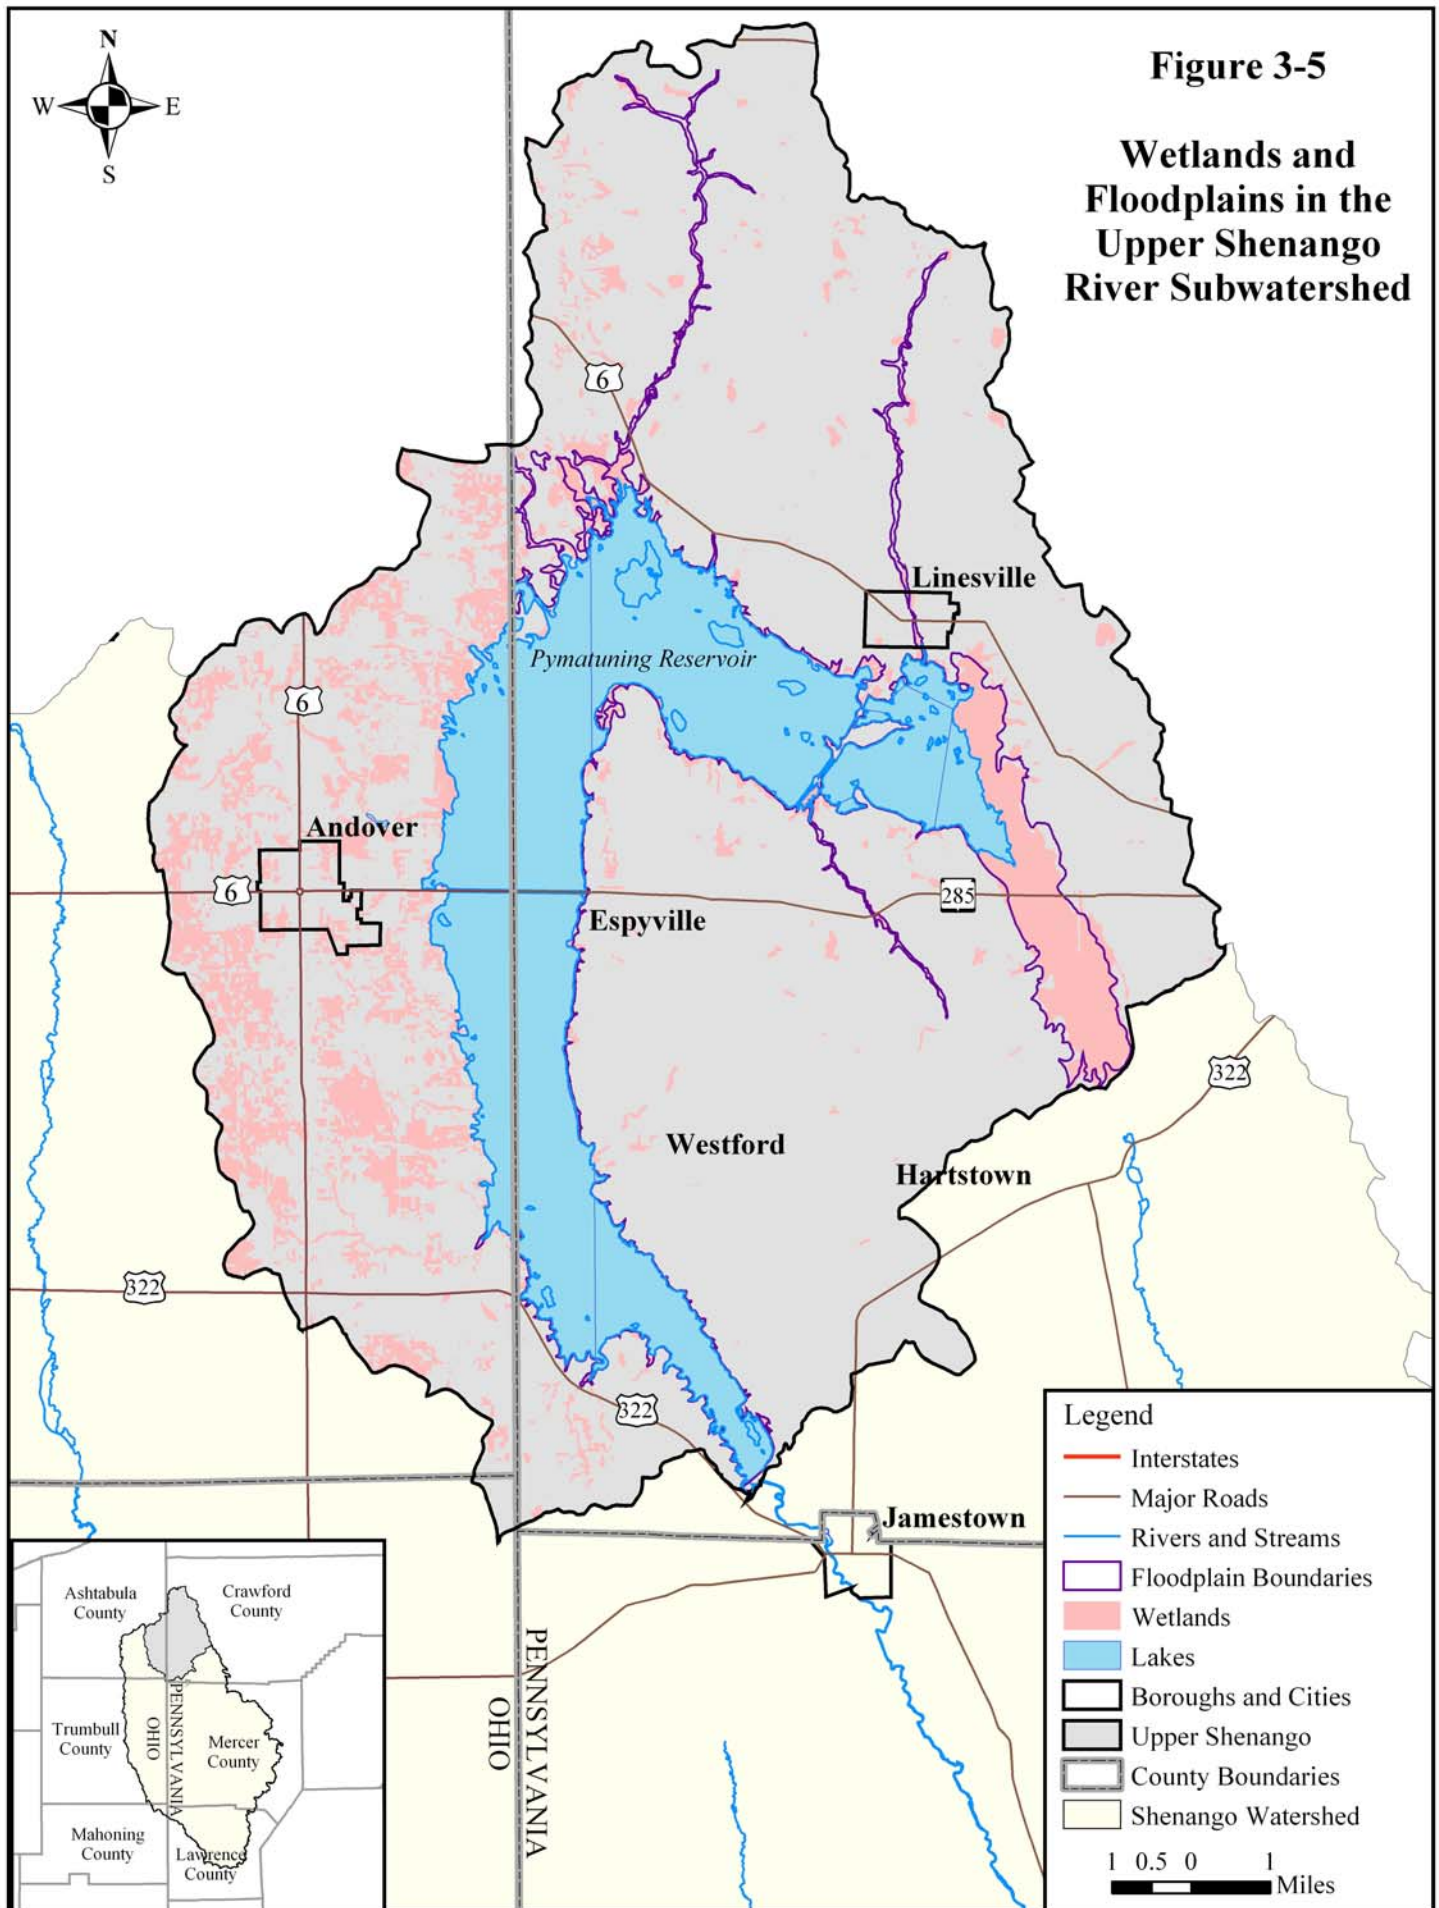 N
W
E
S
Figure 3-5
Wetlands and
Floodplains in the
Upper Shenango
River Subwatershed
6
Linesville
Pymatuning Reservoir
6
Andover
6
285
Espyville
322
Westford
Hartstown
322
322
Jamestown
PENNSYLVANIA
OHIO
Legend
Interstates
Major Roads
Rivers and Streams
Floodplain Boundaries
Wetlands
Lakes
Boroughs and Cities
Upper Shenango
County Boundaries
Shenango Watershed
1 0.5 0 1
Miles
Ashtabula
County
Crawford
County
Trumbull
County
OHIO
PENNSYLVANIA
Mercer
County
Mahoning
County
Lawrence
County